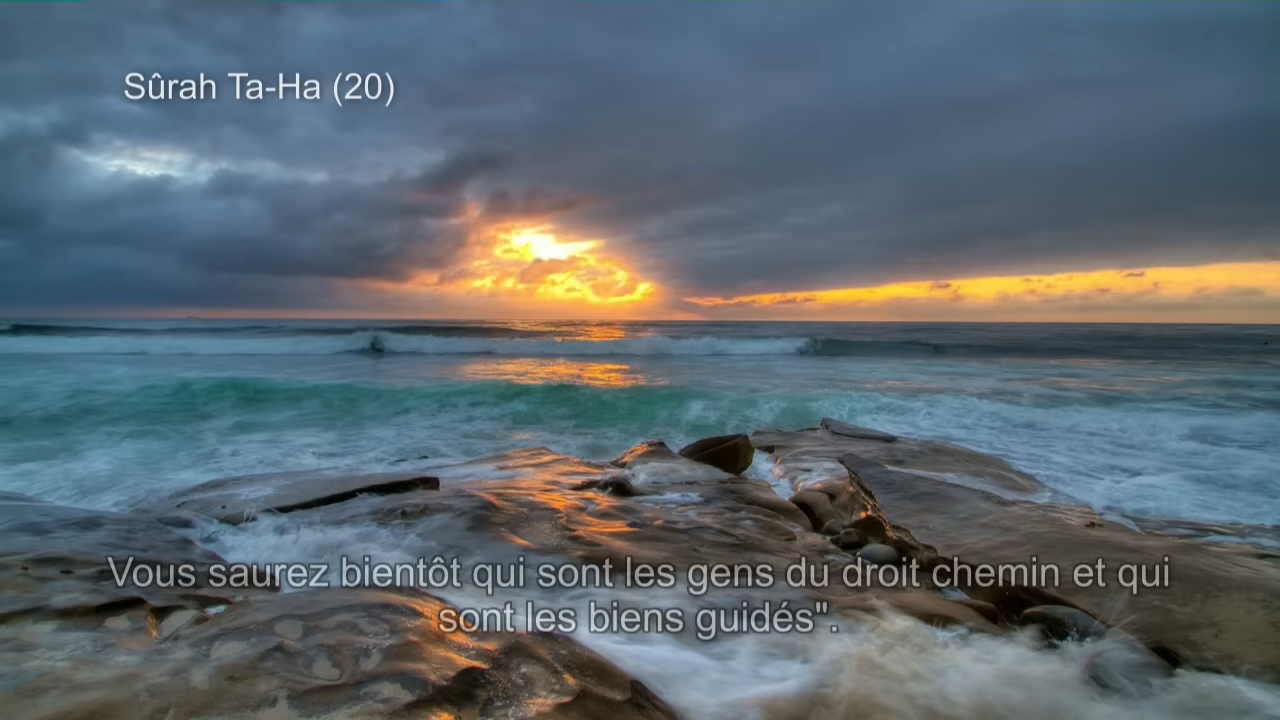 Sûrah Ta-Ha (20)
Vous saurez bientôt qui sont les gens du droit chemin et qui
sont les biens guidés".